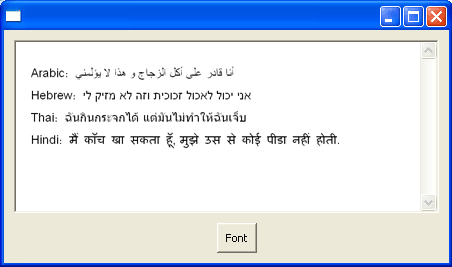 Arabic: أنا قادر على أكل الزجاج و هذا لا يؤلمني
Hebrew: אני יכול לאכול זכוכית וזה לא מזיק לי
Thai: ฉันกินกระจกได้ แต่มันไม่ทำให้ฉันเจ็บ
Hindi: मैं काँच खा सकता हूँ, मुझे उस से कोई पीडा नहीं होती.
Font